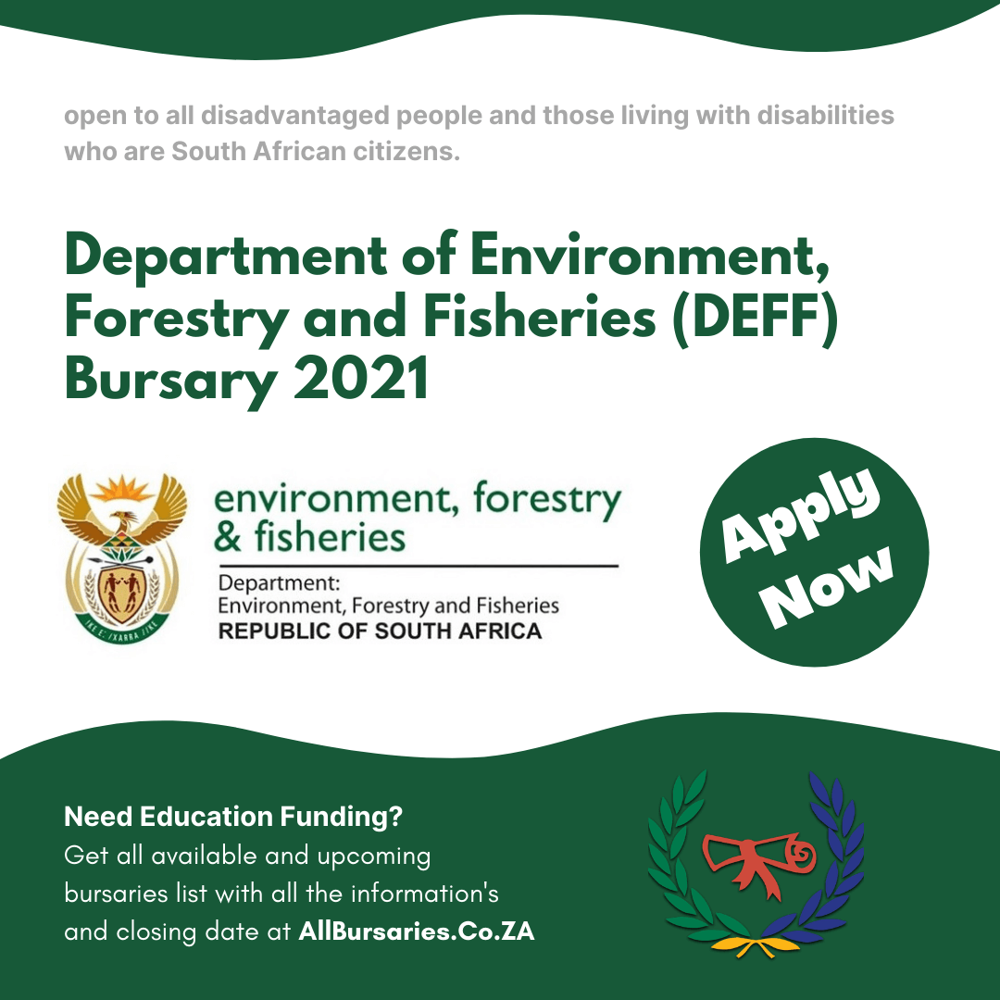 open to all disadvantaged people and those living with disabilities
who are South African citizens.
Department of Environment,
Forestry and Fisheries (DEFF)
Bursary 2021
environment, forestry
& fisheries
Department:
Environment, Forestry and Fisheries
REPUBLIC OF SOUTH AFRICA
!KE E: /XARRA //KE
Apply
Now
Need Education Funding?
Get all available and upcoming
bursaries list with all the information's
and closing date at AllBursaries.Co.ZA